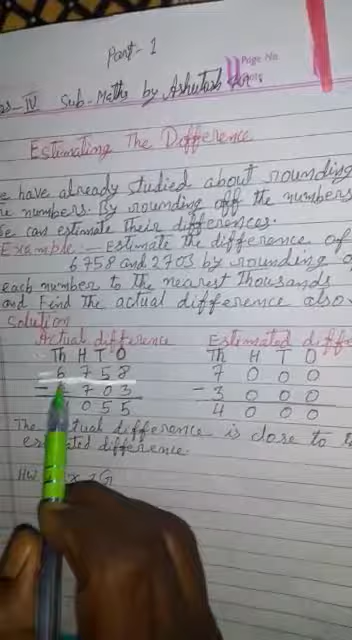 Part - 1
Page No.
IV Sub-Maths by Ashutosh
Estimating The Difference
We have already studied about rounding
numbers. By rounding off the numbers
we can estimate their differences.
Example:- Estimate the difference of
6758 and 2703 by rounding
each number to the nearest thousands
and Find the actual difference also
Solution
Actual difference Estimated
Th H T O Th H T O
6 7 5 8 7 0 0 0
- 7 0 3 - 3 0 0 0
0 5 5 4 0 0 0
The difference is close to
estimated difference.
HW